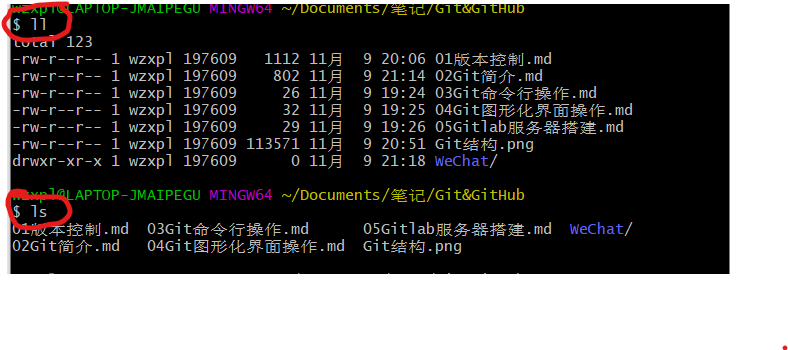 wzxpl@LAPTOP-JMAIPEGU MINGW64 ~/Documents/笔记/Git&GitHub
$ ll
total 123
-rw-r--r-- 1 wzxpl 197609   1112 11月  9 20:06 01版本控制.md
-rw-r--r-- 1 wzxpl 197609    802 11月  9 21:14 02Git简介.md
-rw-r--r-- 1 wzxpl 197609     26 11月  9 19:24 03Git命令行操作.md
-rw-r--r-- 1 wzxpl 197609     32 11月  9 19:25 04Git图形化界面操作.md
-rw-r--r-- 1 wzxpl 197609     29 11月  9 19:26 05Gitlab服务器搭建.md
-rw-r--r-- 1 wzxpl 197609 113571 11月  9 20:51 Git结构.png
drwxr-xr-x 1 wzxpl 197609      0 11月  9 21:18 WeChat/
wzxpl@LAPTOP-JMAIPEGU MINGW64 ~/Documents/笔记/Git&GitHub
$ ls
01版本控制.md  03Git命令行操作.md      05Gitlab服务器搭建.md  WeChat/
02Git简介.md   04Git图形化界面操作.md  Git结构.png